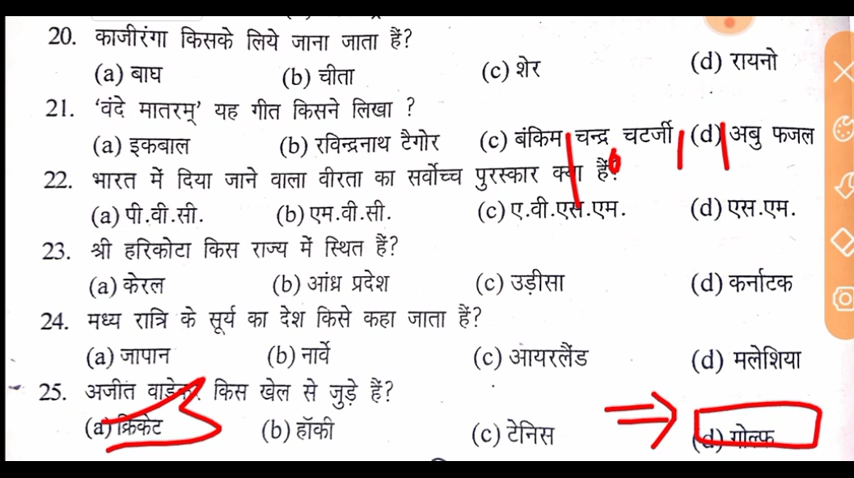 20. काजीरंगा किसके लिये जाना जाता हैं?
(a) बाघ (b) चीता (c) शेर (d) रायनो
21. 'वंदे मातरम्' यह गीत किसने लिखा ?
(a) इकबाल (b) रविन्द्रनाथ टैगोर (c) बंकिम चन्द्र चटर्जी (d) अबु फजल
22. भारत में दिया जाने वाला वीरता का सर्वोच्च पुरस्कार क्या हैं?
(a) पी.वी.सी. (b) एम.वी.सी. (c) ए.वी.एस.एम. (d) एस.एम.
23. श्री हरिकोटा किस राज्य में स्थित हैं?
(a) केरल (b) आंध्र प्रदेश (c) उड़ीसा (d) कर्नाटक
24. मध्य रात्रि के सूर्य का देश किसे कहा जाता हैं?
(a) जापान (b) नार्वे (c) आयरलैंड (d) मलेशिया
25. अजीत वाडेकर किस खेल से जुड़े हैं?
(a) क्रिकेट (b) हॉकी (c) टेनिस (d) गोल्फ